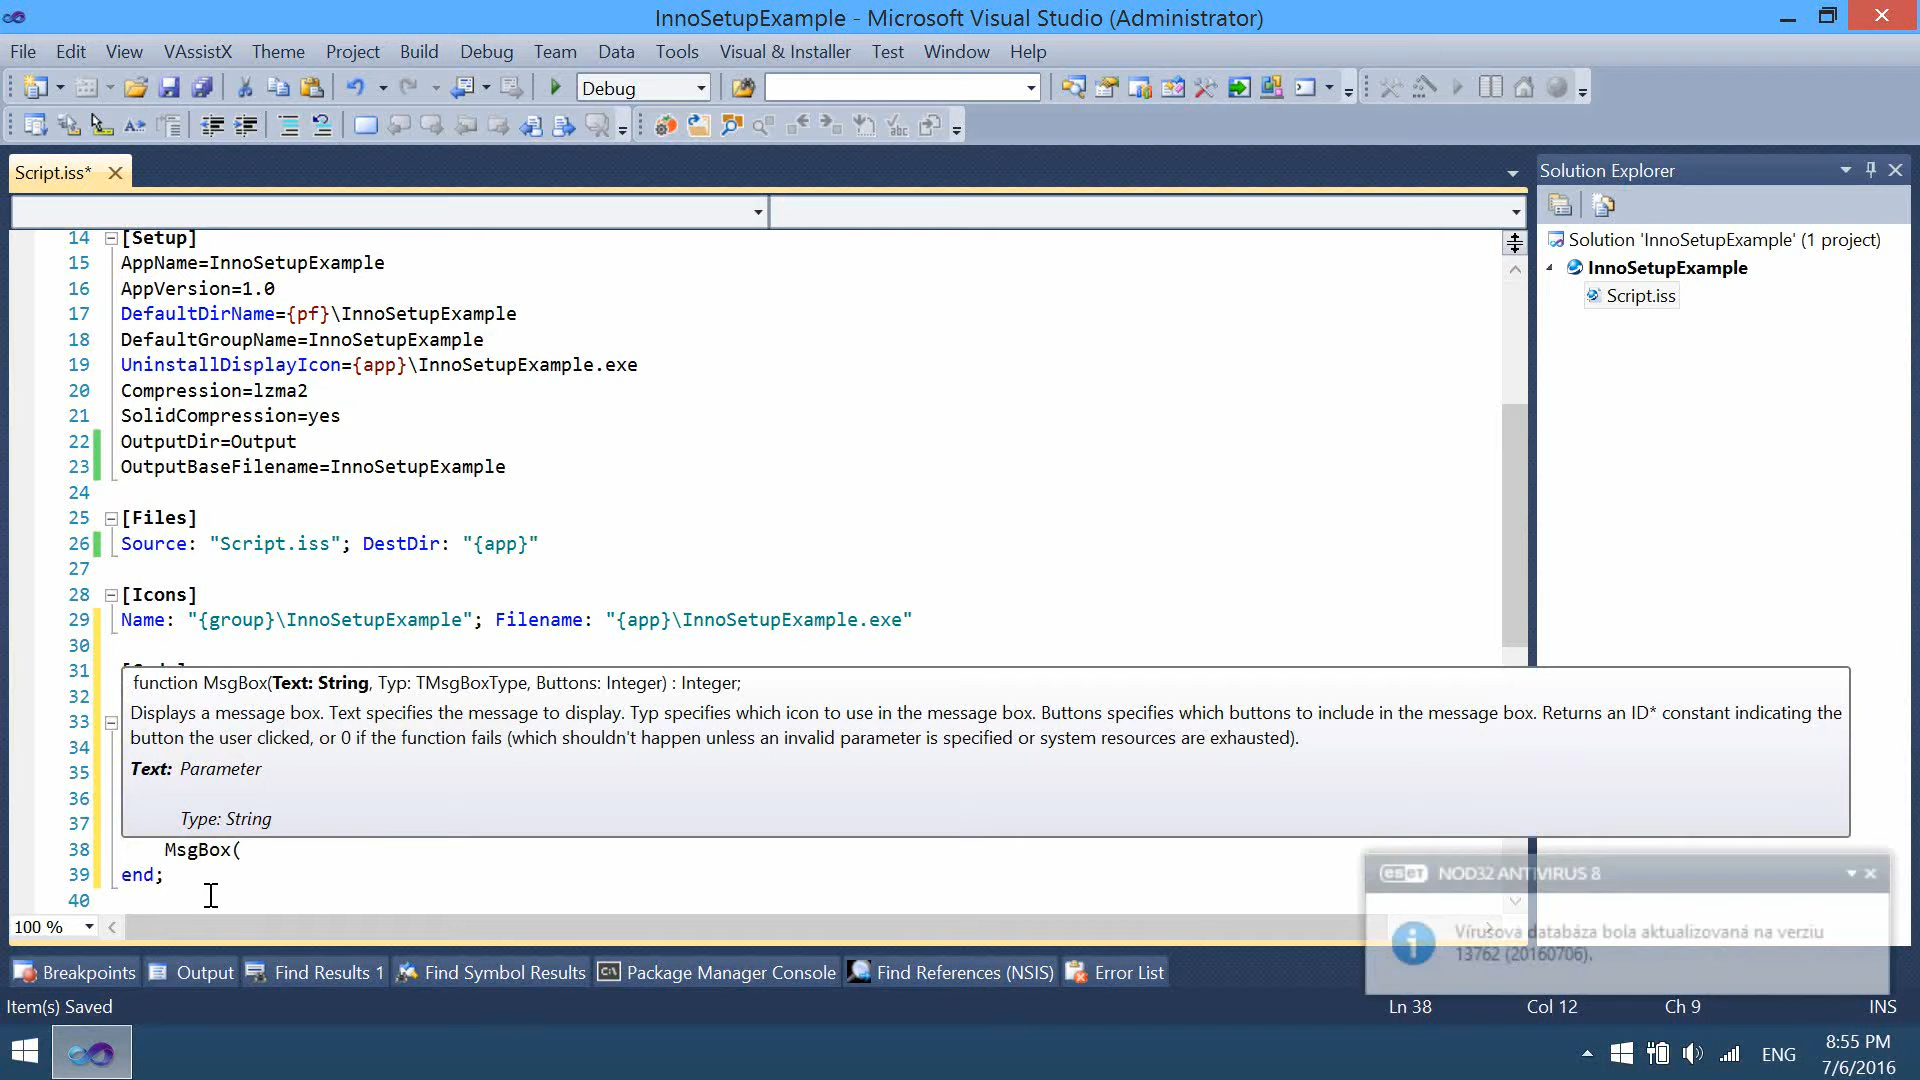 InnoSetupExample - Microsoft Visual Studio (Administrator)
File Edit View VAssistX Theme Project Build Debug Team Data Tools Visual & Installer Test Window Help
Debug
Script.iss*
14 [Setup]
15 AppName=InnoSetupExample
16 AppVersion=1.0
17 DefaultDirName={pf}\InnoSetupExample
18 DefaultGroupName=InnoSetupExample
19 UninstallDisplayIcon={app}\InnoSetupExample.exe
20 Compression=lzma2
21 SolidCompression=yes
22 OutputDir=Output
23 OutputBaseFilename=InnoSetupExample
24
25 [Files]
26 Source: "Script.iss"; DestDir: "{app}"
27
28 [Icons]
29 Name: "{group}\InnoSetupExample"; Filename: "{app}\InnoSetupExample.exe"
30
31
32
33
34
35
36
37
function MsgBox(Text: String, Typ: TMsgBoxType, Buttons: Integer) : Integer;
Displays a message box. Text specifies the message to display. Typ specifies which icon to use in the message box. Buttons specifies which buttons to include in the message box. Returns an ID* constant indicating the
button the user clicked, or 0 if the function fails (which shouldn't happen unless an invalid parameter is specified or system resources are exhausted).
Text: Parameter
Type: String
38 MsgBox(
39 end;
40
100 %
Solution Explorer
Solution 'InnoSetupExample' (1 project)
InnoSetupExample
Script.iss
eset NOD32 ANTIVIRUS 8
Vírusová databáza bola aktualizovaná na verziu
13762 (20160706).
Breakpoints Output Find Results 1 Find Symbol Results Package Manager Console Find References (NSIS) Error List
Item(s) Saved Ln 38 Col 12 Ch 9 INS
ENG
8:55 PM
7/6/2016